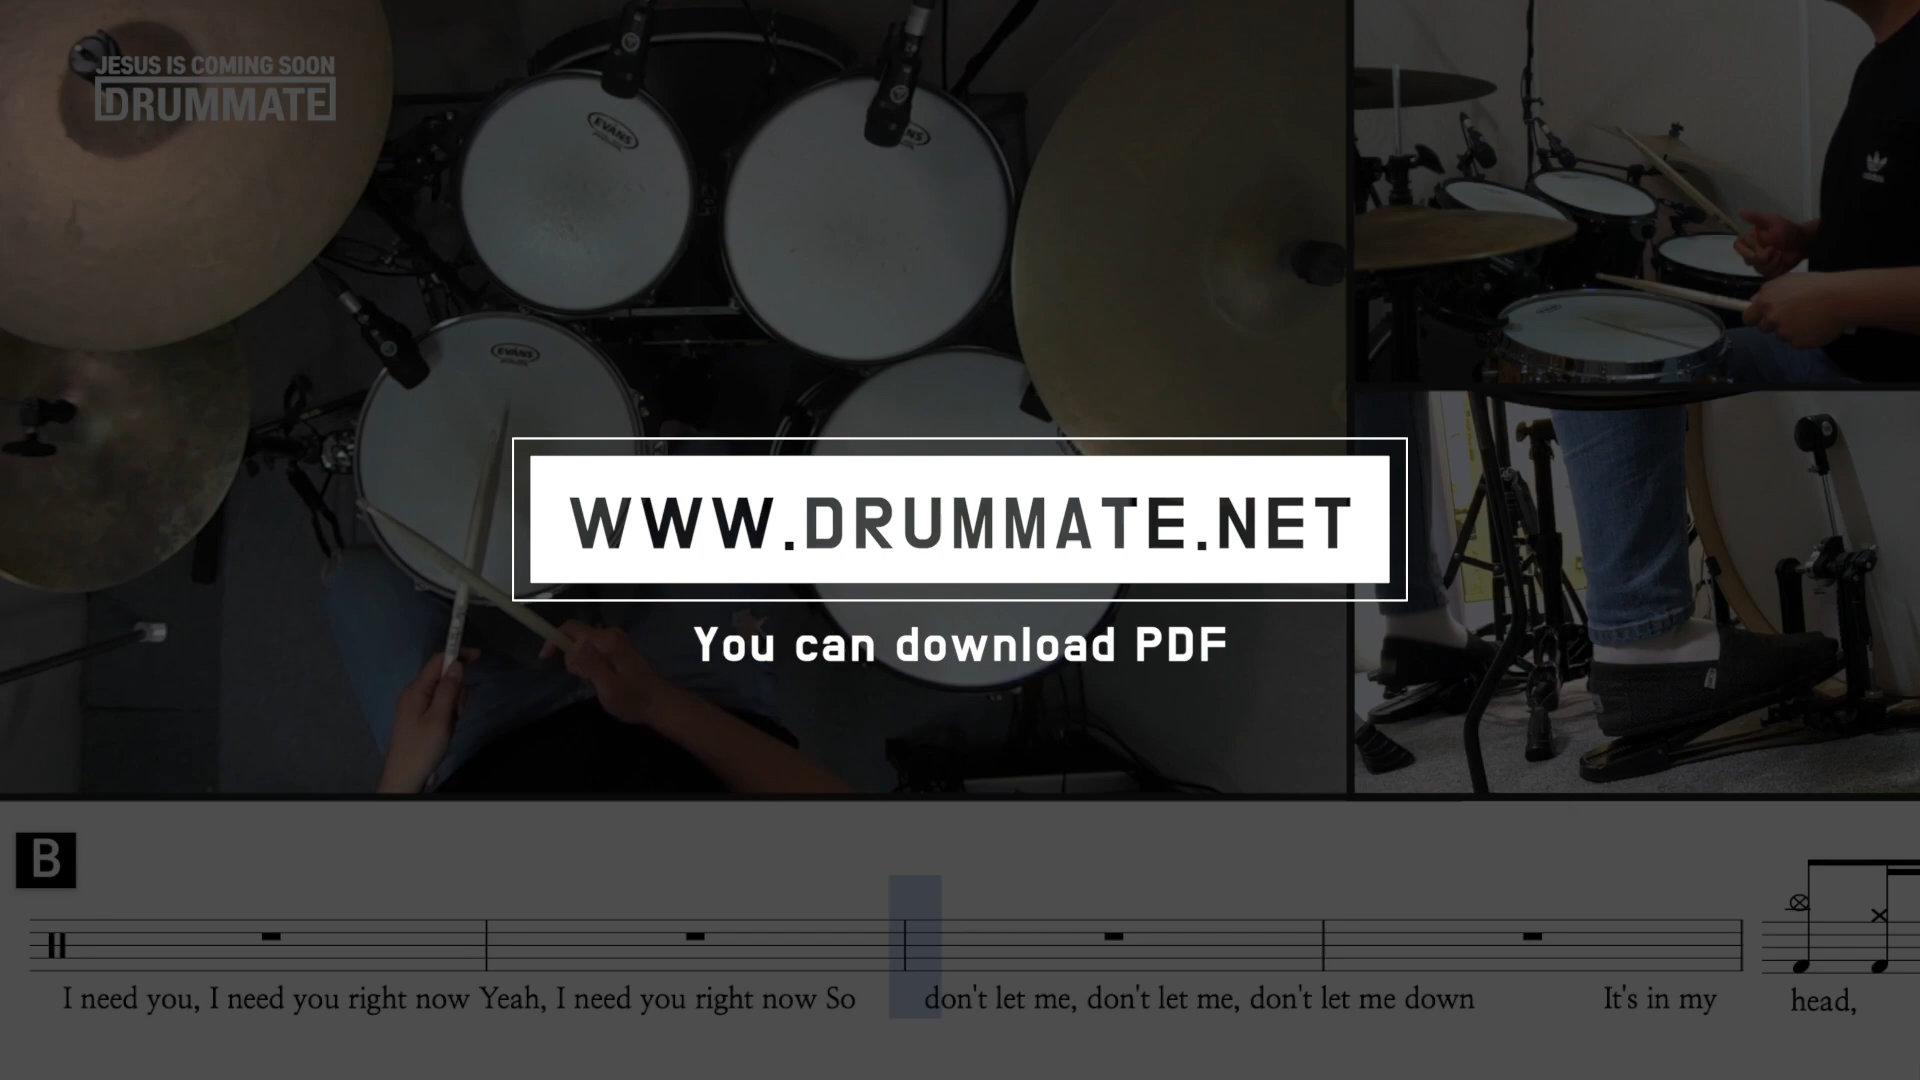 JESUS IS COMING SOON
DRUMMATE
EVANS
EVANS
WWW.DRUMMATE.NET
You can download PDF
B
I need you, I need you right now Yeah, I need you right now So don't let me, don't let me, don't let me down It's in my head,